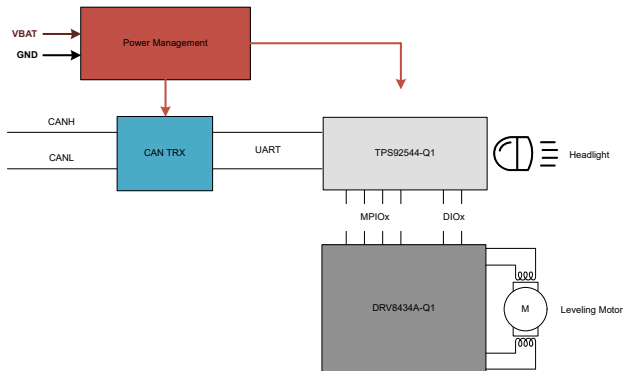 VBAT
Power Management
GND
CANH
CANL
CAN TRX
UART
TPS92544-Q1
Headlight
MPIOx
DIOx
DRV8434A-Q1
M
Leveling Motor